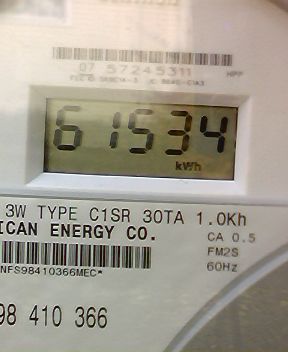 07 57245311
HPP
61534
kWh
3W TYPE C1SR 30TA 1.0Kh
ICAN ENERGY CO.
CA 0.5
FM2S
60Hz
NFS98410366MEC*
98 410 366